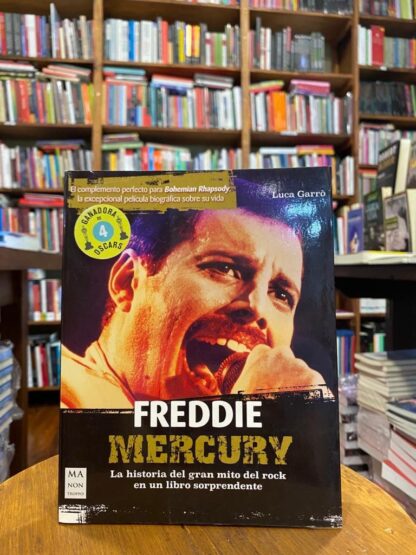 El complemento perfecto para Bohemian Rhapsody,
la excepcional película biográfica sobre su vida
Luca Garrò
GANADORA
4
OSCARS
FREDDIE
MERCURY
La historia del gran mito del rock
en un libro sorprendente
MA
NON
TROPPO